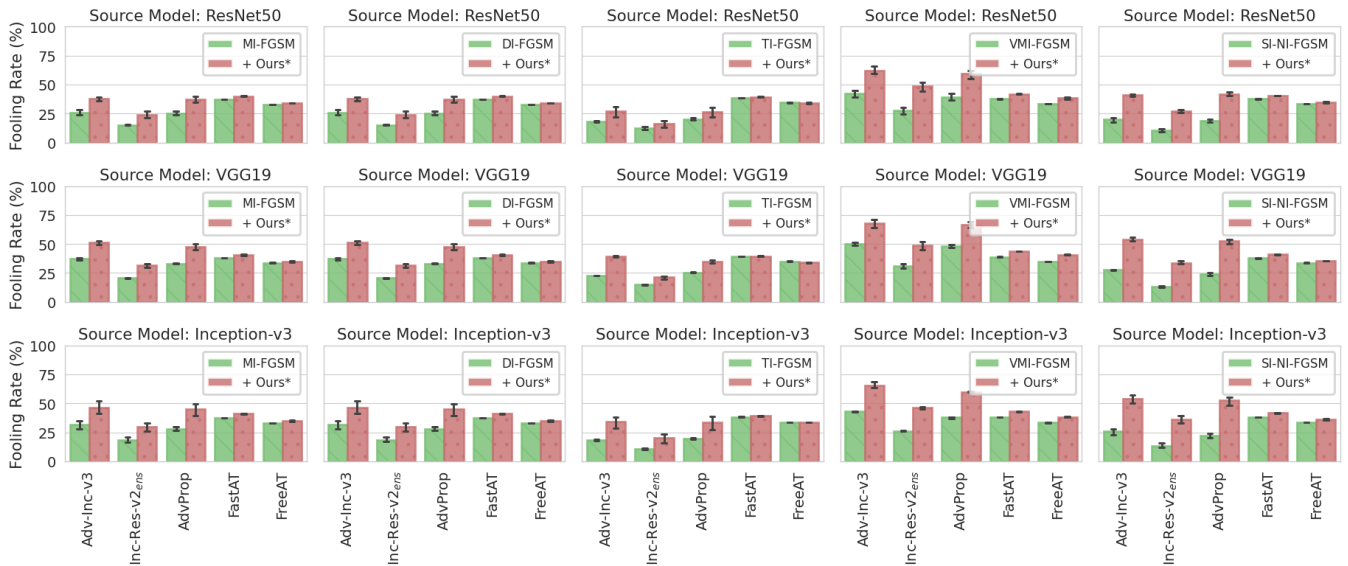 Source Model: ResNet50 Source Model: ResNet50 Source Model: ResNet50 Source Model: ResNet50 Source Model: ResNet50
Fooling Rate (%)
100
75
50
25
0
MI-FGSM
+ Ours*
DI-FGSM
+ Ours*
TI-FGSM
+ Ours*
VMI-FGSM
+ Ours*
SI-NI-FGSM
+ Ours*
Source Model: VGG19 Source Model: VGG19 Source Model: VGG19 Source Model: VGG19 Source Model: VGG19
Fooling Rate (%)
100
75
50
25
0
MI-FGSM
+ Ours*
DI-FGSM
+ Ours*
TI-FGSM
+ Ours*
VMI-FGSM
+ Ours*
SI-NI-FGSM
+ Ours*
Source Model: Inception-v3 Source Model: Inception-v3 Source Model: Inception-v3 Source Model: Inception-v3 Source Model: Inception-v3
Fooling Rate (%)
100
75
50
25
0
MI-FGSM
+ Ours*
DI-FGSM
+ Ours*
TI-FGSM
+ Ours*
VMI-FGSM
+ Ours*
SI-NI-FGSM
+ Ours*
Adv-Inc-v3
Inc-Res-v2ens
AdvProp
FastAT
FreeAT
Adv-Inc-v3
Inc-Res-v2ens
AdvProp
FastAT
FreeAT
Adv-Inc-v3
Inc-Res-v2ens
AdvProp
FastAT
FreeAT
Adv-Inc-v3
Inc-Res-v2ens
AdvProp
FastAT
FreeAT
Adv-Inc-v3
Inc-Res-v2ens
AdvProp
FastAT
FreeAT